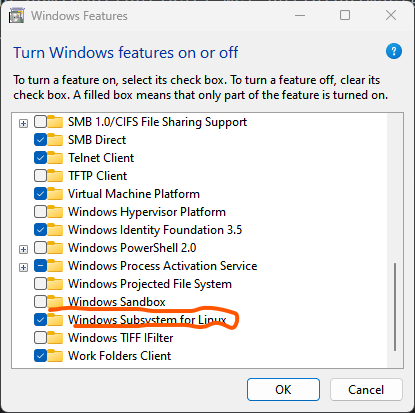 Windows Features
Turn Windows features on or off
?
To turn a feature on, select its check box. To turn a feature off, clear its
check box. A filled box means that only part of the feature is turned on.
SMB 1.0/CIFS File Sharing Support
SMB Direct
Telnet Client
TFTP Client
Virtual Machine Platform
Windows Hypervisor Platform
Windows Identity Foundation 3.5
Windows PowerShell 2.0
Windows Process Activation Service
Windows Projected File System
Windows Sandbox
Windows Subsystem for Linux
Windows TIFF IFilter
Work Folders Client
OK
Cancel